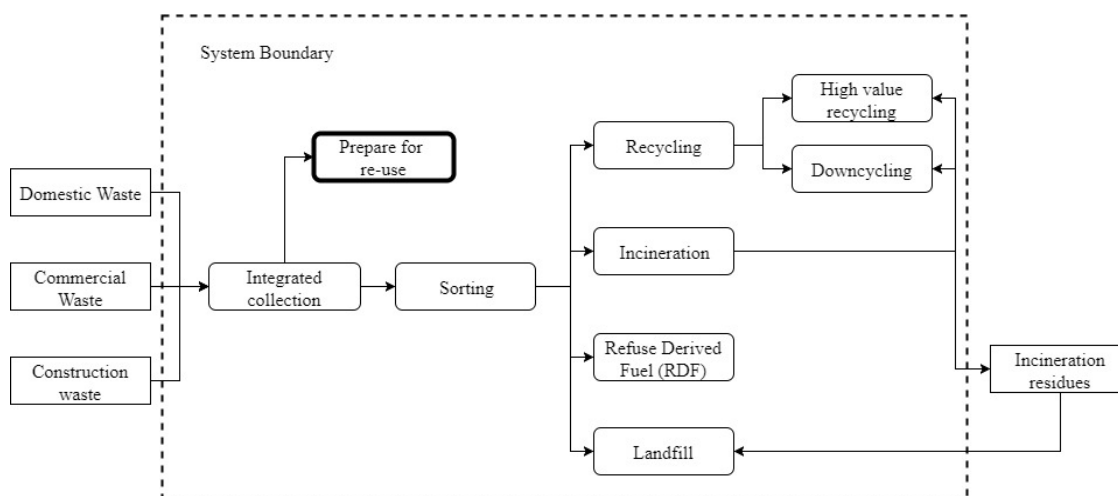 System Boundary
High value
recycling
Prepare for
re-use
Recycling
Downcycling
Domestic Waste
Commercial
Waste
Integrated
collection
Sorting
Incineration
Construction
waste
Refuse Derived
Fuel (RDF)
Incineration
residues
Landfill